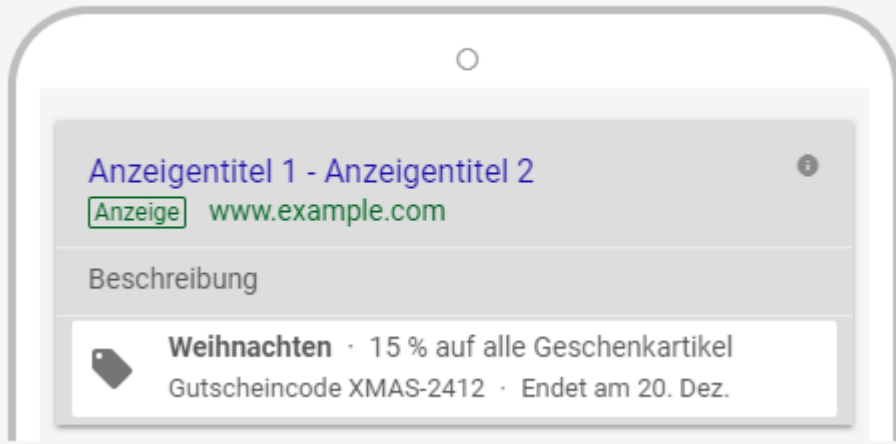 Anzeigentitel 1 - Anzeigentitel 2
Anzeige www.example.com
Beschreibung
Weihnachten · 15 % auf alle Geschenkartikel
Gutscheincode XMAS-2412 · Endet am 20. Dez.